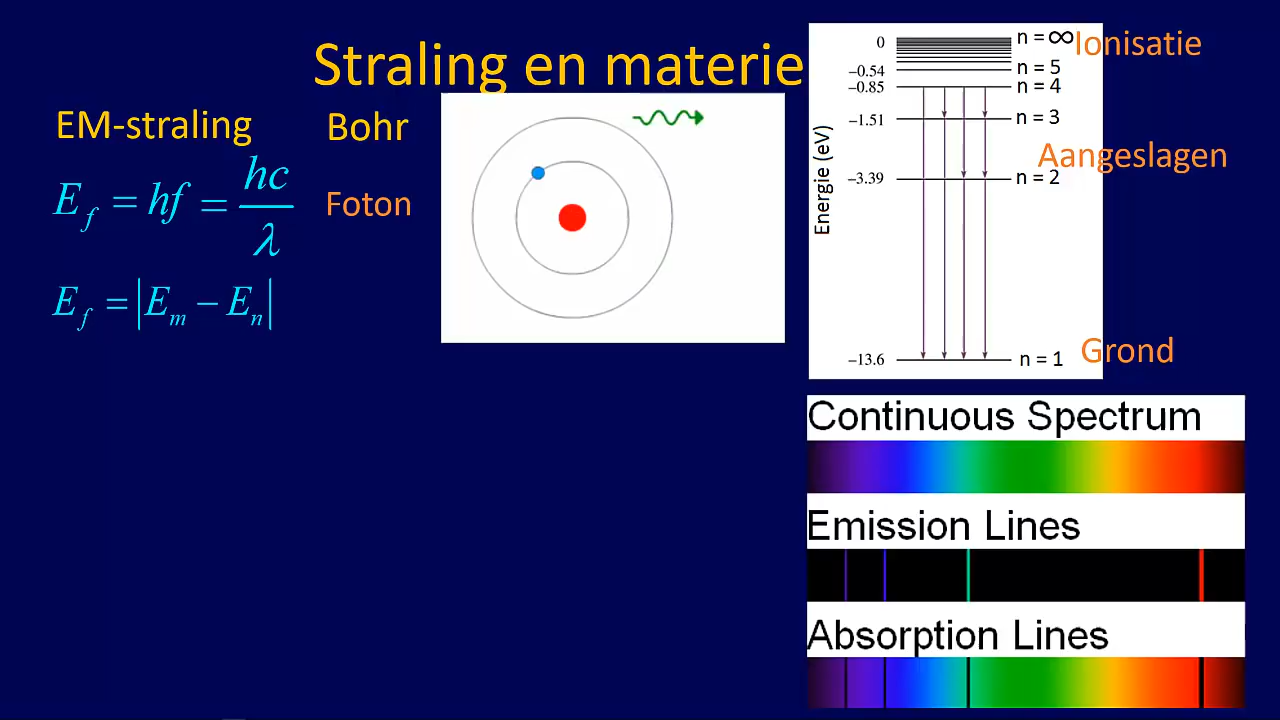 Straling en materie
EM-straling
E_f = hf = hc/λ
E_f = |E_m − E_n|
Bohr
Foton
Energie (eV)
0 n = ∞ Ionisatie
−0.54 n = 5
−0.85 n = 4
−1.51 n = 3
Aangeslagen
−3.39 n = 2
−13.6 n = 1 Grond
Continuous Spectrum
Emission Lines
Absorption Lines